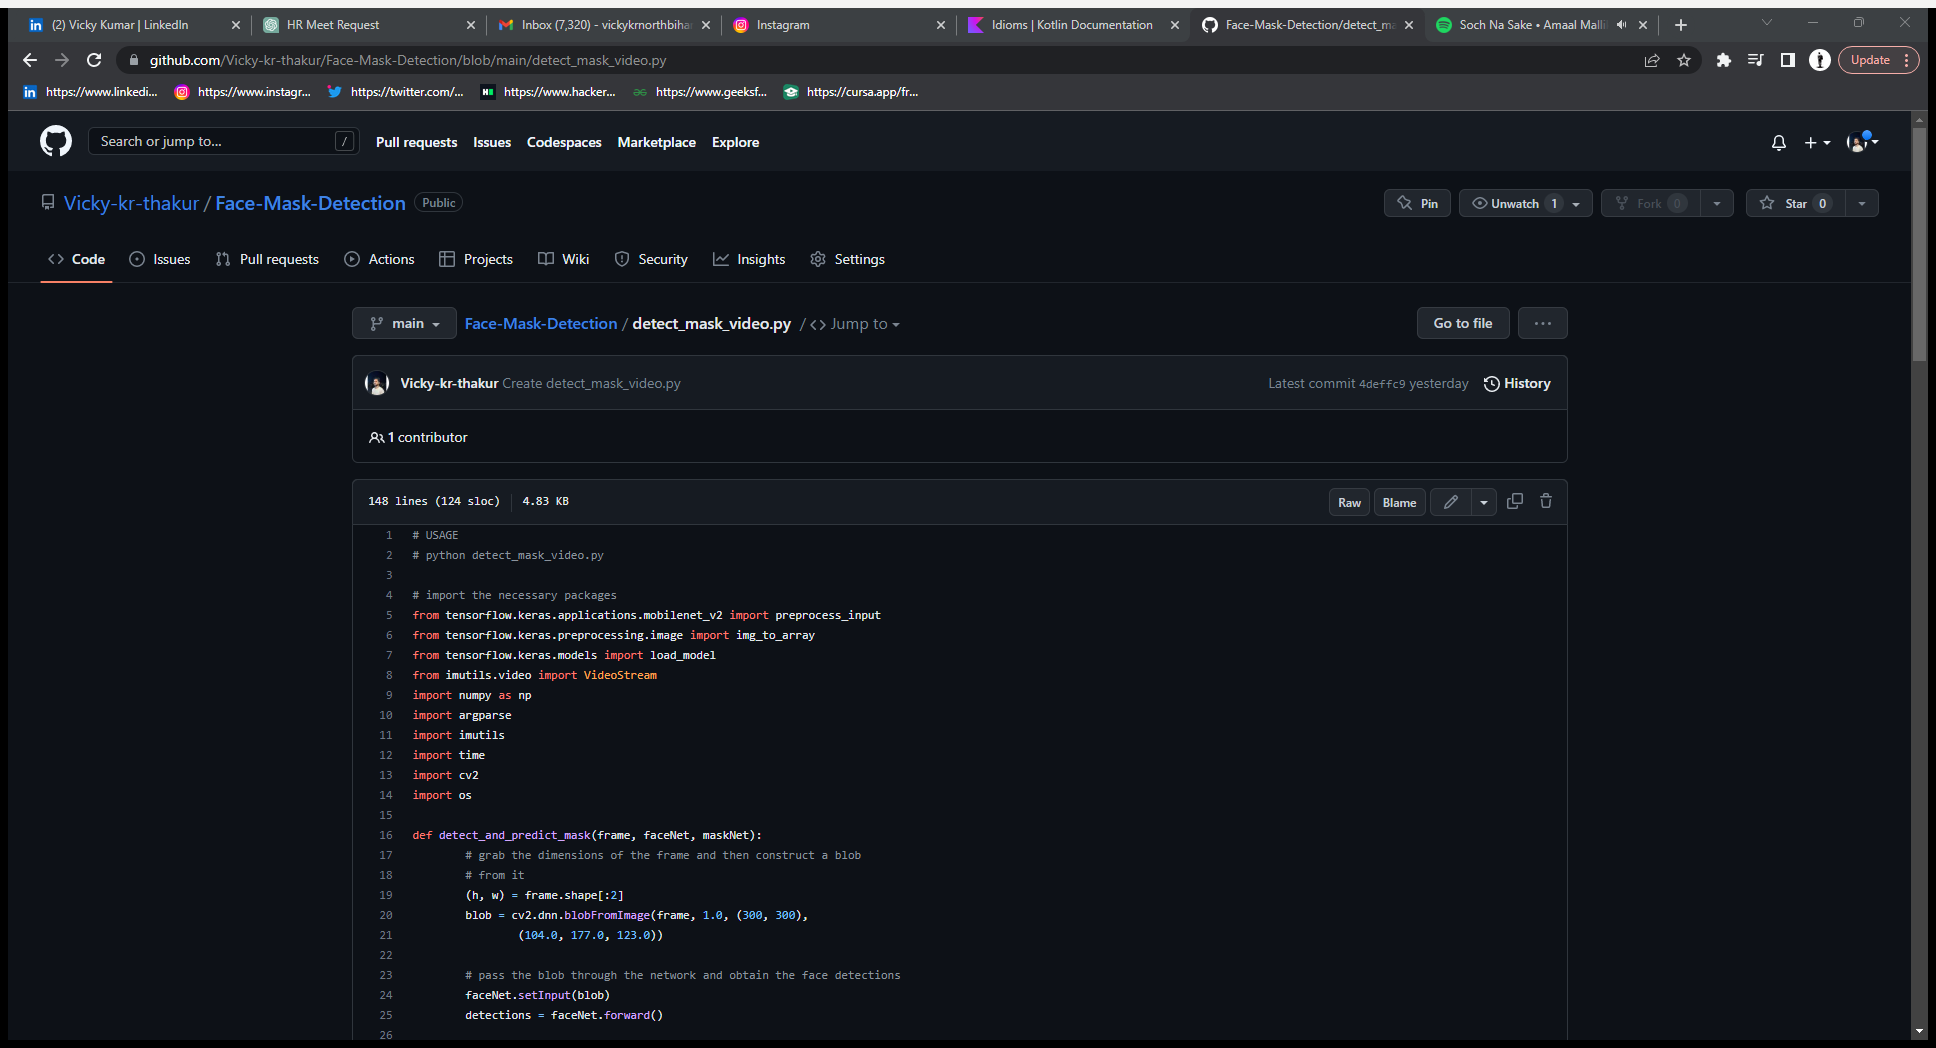 (2) Vicky Kumar | LinkedIn
HR Meet Request
Inbox (7,320) - vickykrnorthbiha
Instagram
Idioms | Kotlin Documentation
Face-Mask-Detection/detect_ma
Soch Na Sake • Amaal Malli
github.com/Vicky-kr-thakur/Face-Mask-Detection/blob/main/detect_mask_video.py
Update
https://www.linkedi...
https://www.instagr...
https://twitter.com/...
https://www.hacker...
https://www.geeksf...
https://cursa.app/fr...
Search or jump to... /
Pull requests Issues Codespaces Marketplace Explore
Vicky-kr-thakur / Face-Mask-Detection Public
Pin Unwatch 1 Fork 0 Star 0
Code Issues Pull requests Actions Projects Wiki Security Insights Settings
main Face-Mask-Detection / detect_mask_video.py / <> Jump to
Go to file ...
Vicky-kr-thakur Create detect_mask_video.py
Latest commit 4deffc9 yesterday History
1 contributor
148 lines (124 sloc) 4.83 KB
Raw Blame
1 # USAGE
2 # python detect_mask_video.py
3
4 # import the necessary packages
5 from tensorflow.keras.applications.mobilenet_v2 import preprocess_input
6 from tensorflow.keras.preprocessing.image import img_to_array
7 from tensorflow.keras.models import load_model
8 from imutils.video import VideoStream
9 import numpy as np
10 import argparse
11 import imutils
12 import time
13 import cv2
14 import os
15
16 def detect_and_predict_mask(frame, faceNet, maskNet):
17 # grab the dimensions of the frame and then construct a blob
18 # from it
19 (h, w) = frame.shape[:2]
20 blob = cv2.dnn.blobFromImage(frame, 1.0, (300, 300),
21 (104.0, 177.0, 123.0))
22
23 # pass the blob through the network and obtain the face detections
24 faceNet.setInput(blob)
25 detections = faceNet.forward()
26